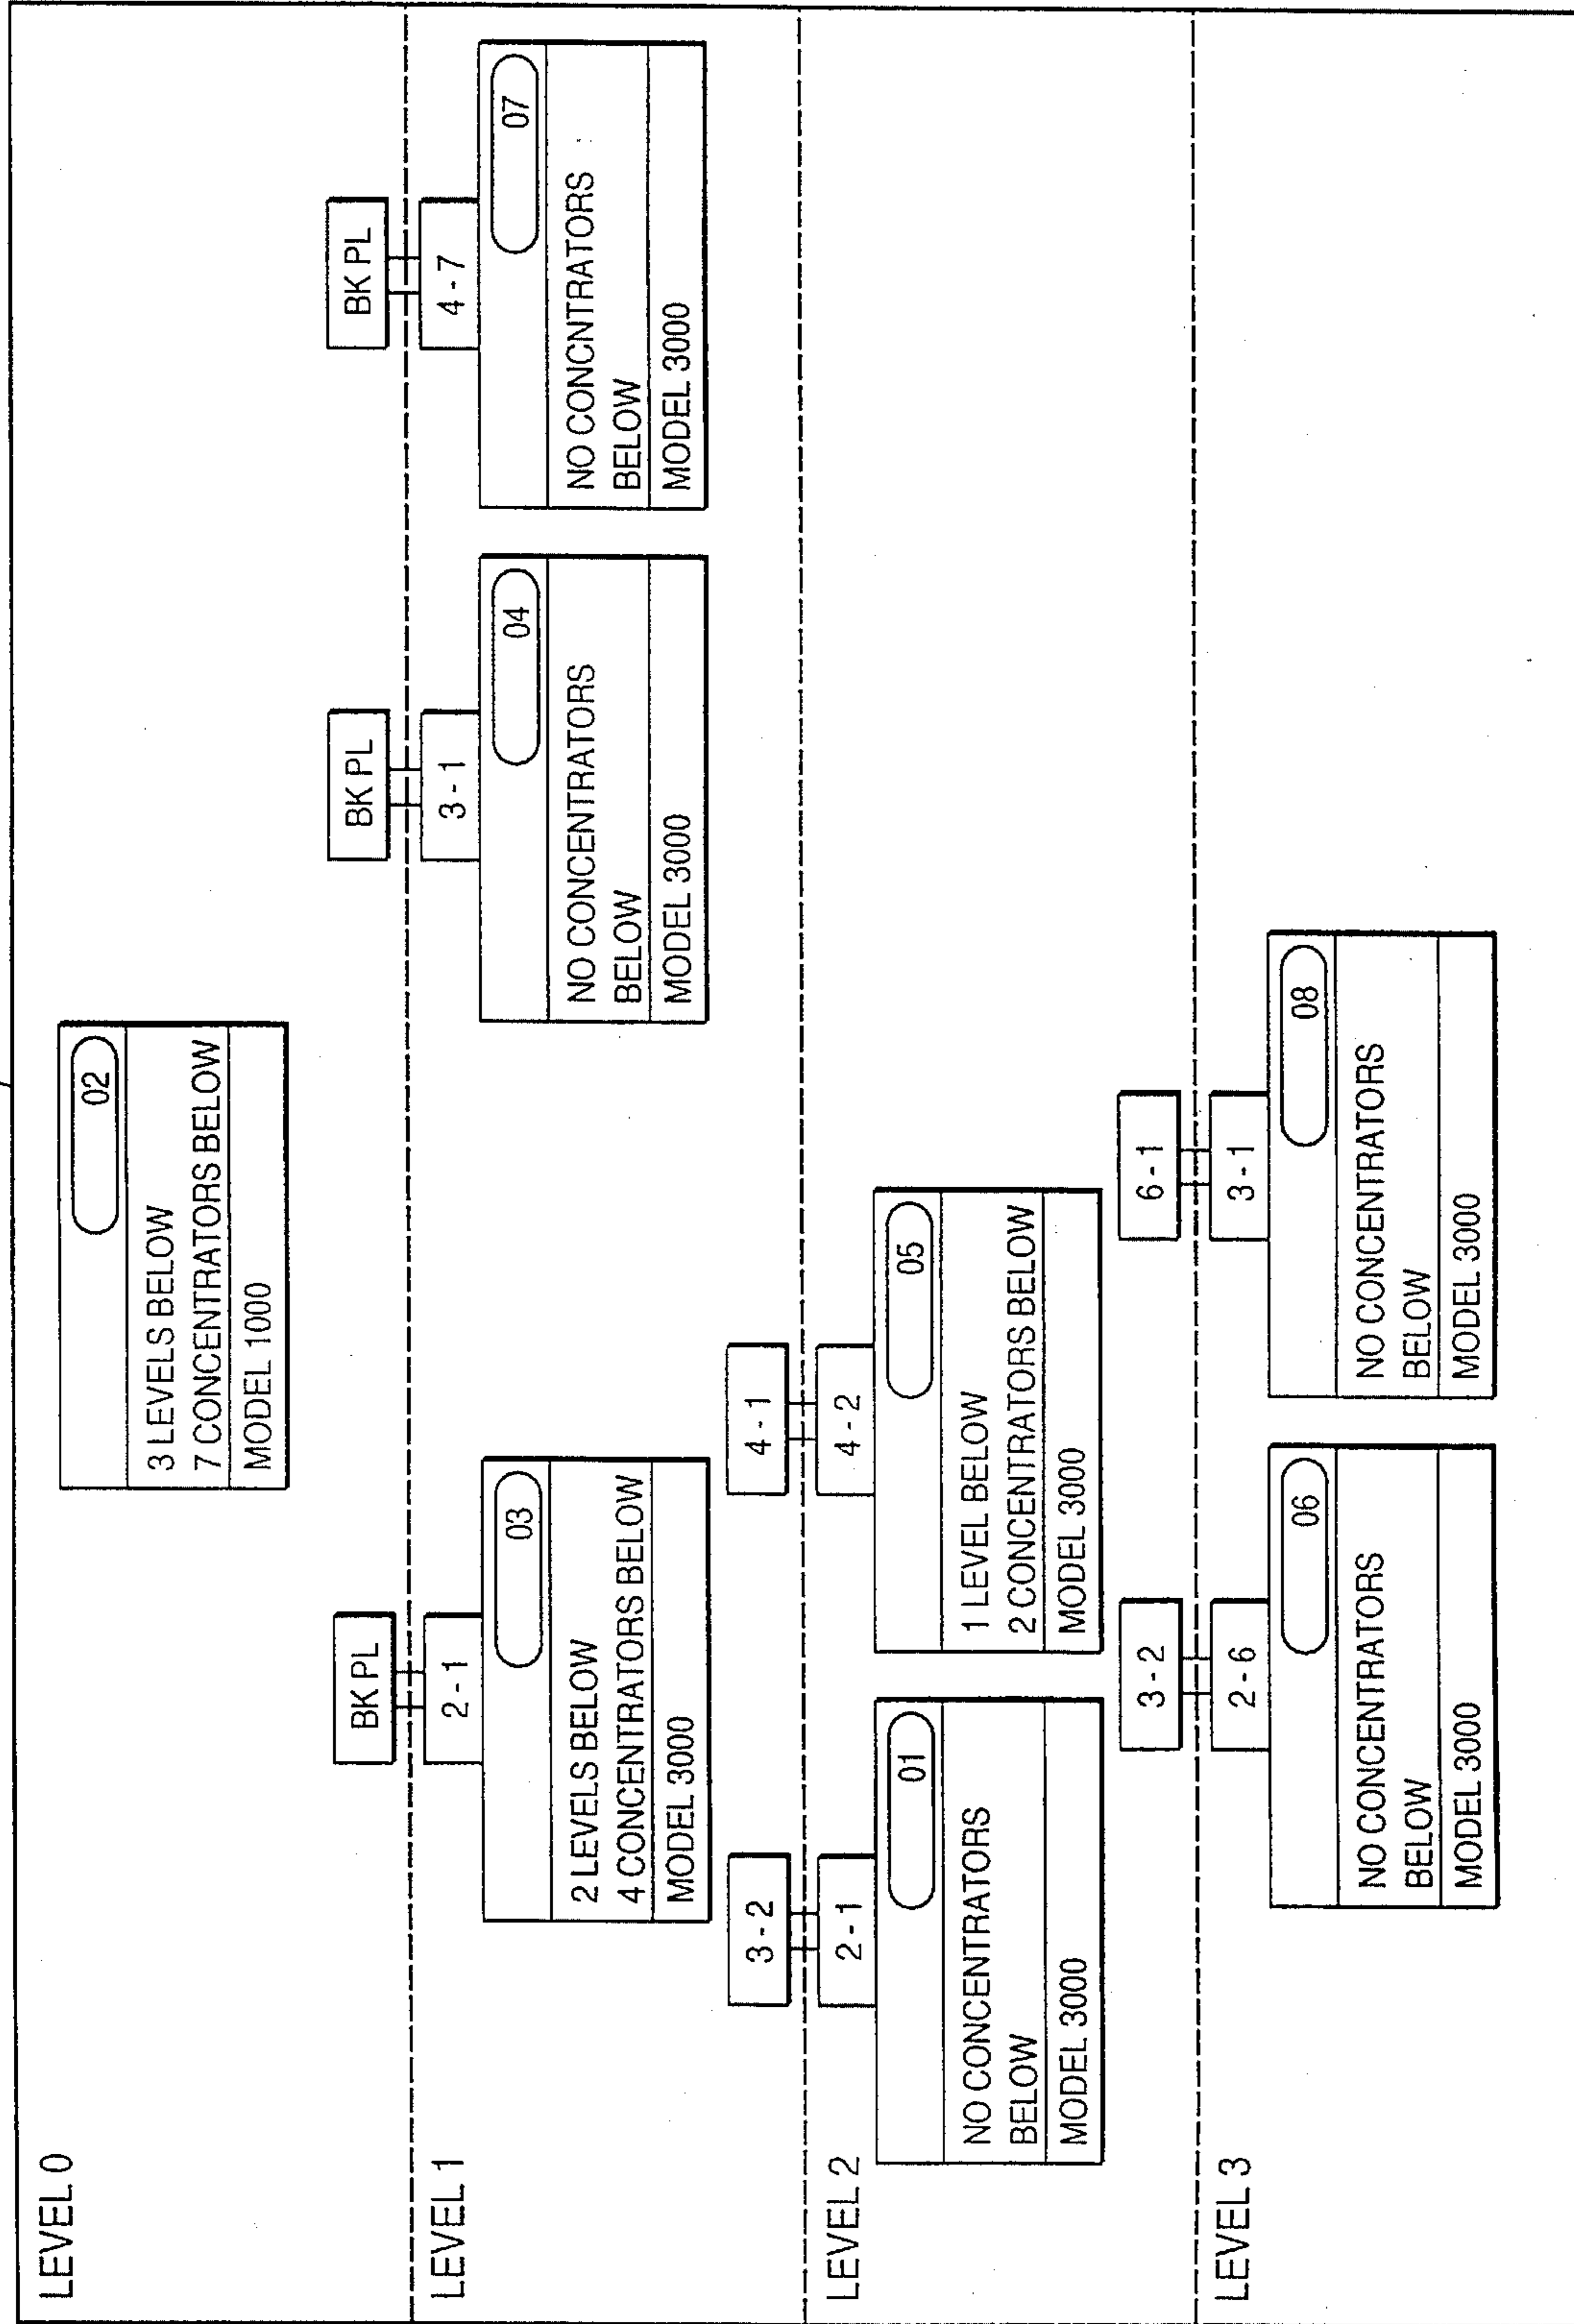 LEVEL 0
02
3 LEVELS BELOW
7 CONCENTRATORS BELOW
MODEL 1000
BK PL
BK PL
BK PL
LEVEL 1
2 - 1
03
2 LEVELS BELOW
4 CONCENTRATORS BELOW
MODEL 3000
3 - 1
04
NO CONCENTRATORS
BELOW
MODEL 3000
4 - 7
07
NO CONCNTRATORS
BELOW
MODEL 3000
3 - 2
4 - 1
LEVEL 2
2 - 1
01
NO CONCENTRATORS
BELOW
MODEL 3000
4 - 2
05
1 LEVEL BELOW
2 CONCENTRATORS BELOW
MODEL 3000
3 - 2
6 - 1
LEVEL 3
2 - 6
06
NO CONCENTRATORS
BELOW
MODEL 3000
3 - 1
08
NO CONCENTRATORS
BELOW
MODEL 3000